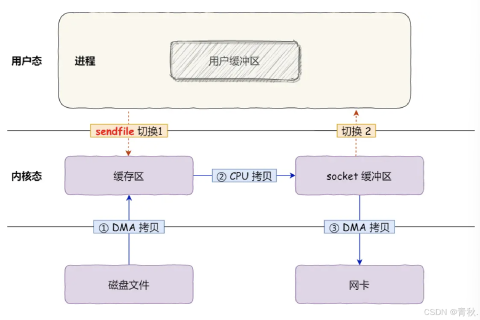 用户态
进程
用户缓冲区
sendfile 切换1
切换 2
内核态
缓存区
② CPU 拷贝
socket 缓冲区
① DMA 拷贝
③ DMA 拷贝
磁盘文件
网卡
CSDN @青秋.